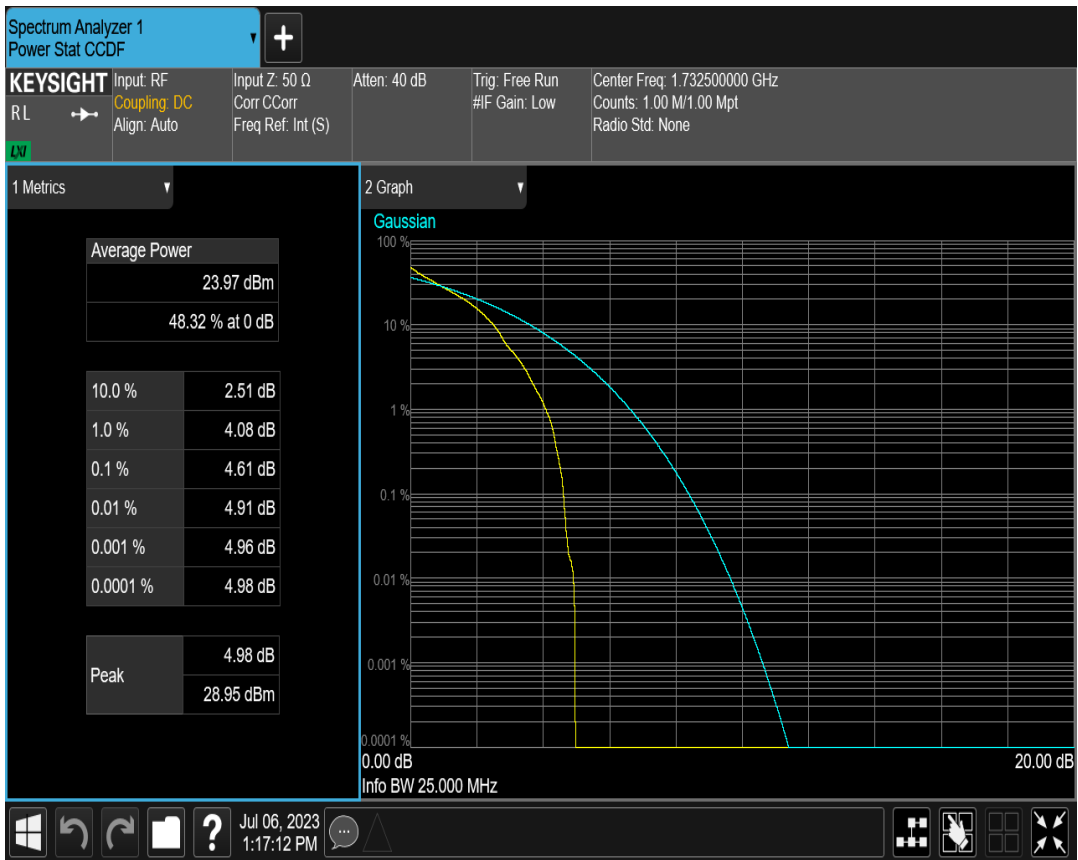 Spectrum Analyzer 1
Power Stat CCDF
KEYSIGHT
RL
LXI
Input: RF
Coupling: DC
Align: Auto
Input Z: 50 Ω
Corr CCorr
Freq Ref: Int (S)
Atten: 40 dB
Trig: Free Run
#IF Gain: Low
Center Freq: 1.732500000 GHz
Counts: 1.00 M/1.00 Mpt
Radio Std: None
1 Metrics
Average Power
23.97 dBm
48.32 % at 0 dB
10.0 % 2.51 dB
1.0 % 4.08 dB
0.1 % 4.61 dB
0.01 % 4.91 dB
0.001 % 4.96 dB
0.0001 % 4.98 dB
Peak
4.98 dB
28.95 dBm
2 Graph
Gaussian
100 %
10 %
1 %
0.1 %
0.01 %
0.001 %
0.0001 %
0.00 dB 20.00 dB
Info BW 25.000 MHz
Jul 06, 2023
1:17:12 PM